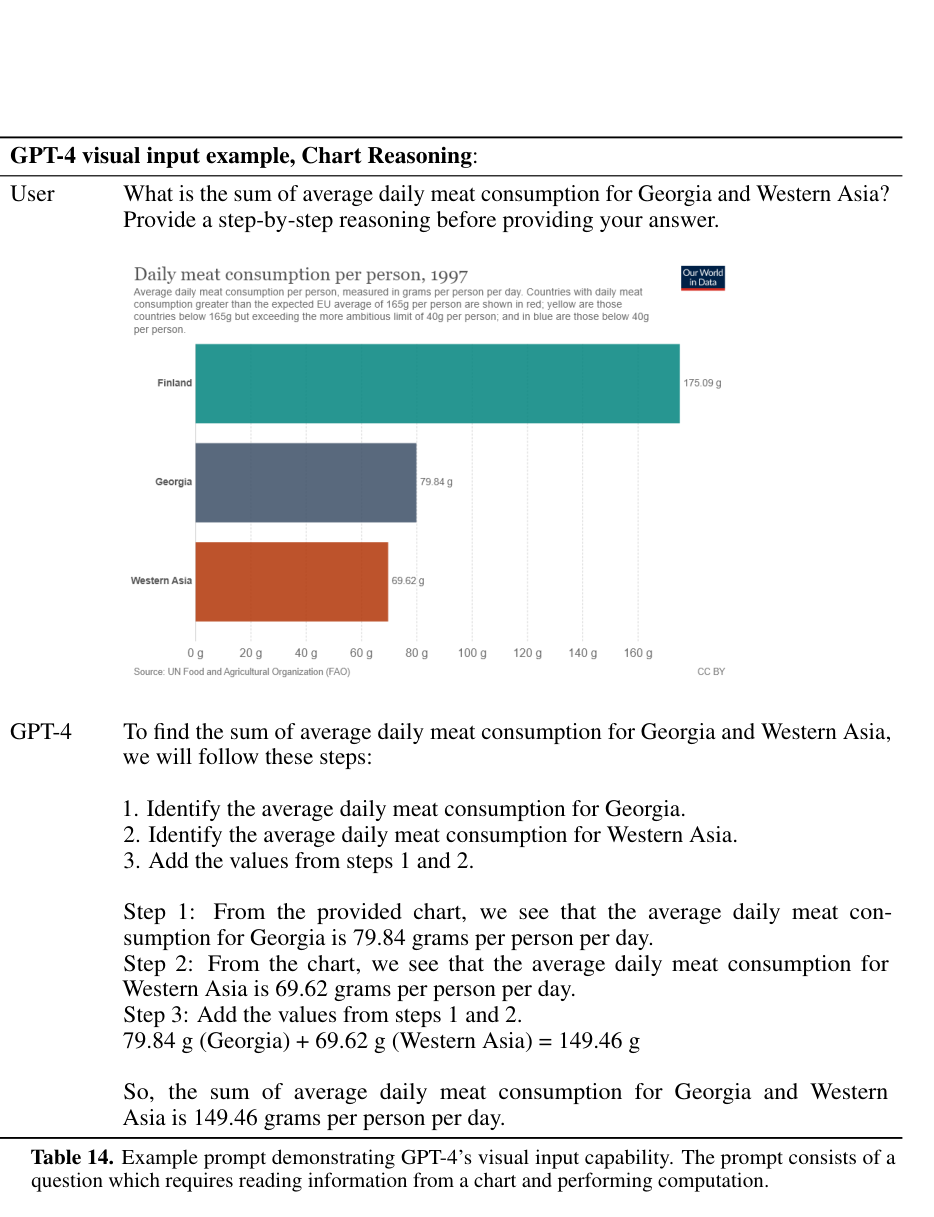 GPT-4 visual input example, Chart Reasoning:
User
What is the sum of average daily meat consumption for Georgia and Western Asia?
Provide a step-by-step reasoning before providing your answer.
Daily meat consumption per person, 1997
Our World
in Data
Average daily meat consumption per person, measured in grams per person per day. Countries with daily meat
consumption greater than the expected EU average of 165g per person are shown in red; yellow are those
countries below 165g but exceeding the more ambitious limit of 40g per person; and in blue are those below 40g
per person.
Finland
175.09 g
Georgia
79.84 g
Western Asia
69.62 g
0 g 20 g 40 g 60 g 80 g 100 g 120 g 140 g 160 g
Source: UN Food and Agricultural Organization (FAO)
CC BY
GPT-4
To find the sum of average daily meat consumption for Georgia and Western Asia,
we will follow these steps:
1. Identify the average daily meat consumption for Georgia.
2. Identify the average daily meat consumption for Western Asia.
3. Add the values from steps 1 and 2.
Step 1: From the provided chart, we see that the average daily meat con-
sumption for Georgia is 79.84 grams per person per day.
Step 2: From the chart, we see that the average daily meat consumption for
Western Asia is 69.62 grams per person per day.
Step 3: Add the values from steps 1 and 2.
79.84 g (Georgia) + 69.62 g (Western Asia) = 149.46 g
So, the sum of average daily meat consumption for Georgia and Western
Asia is 149.46 grams per person per day.
Table 14. Example prompt demonstrating GPT-4's visual input capability. The prompt consists of a
question which requires reading information from a chart and performing computation.